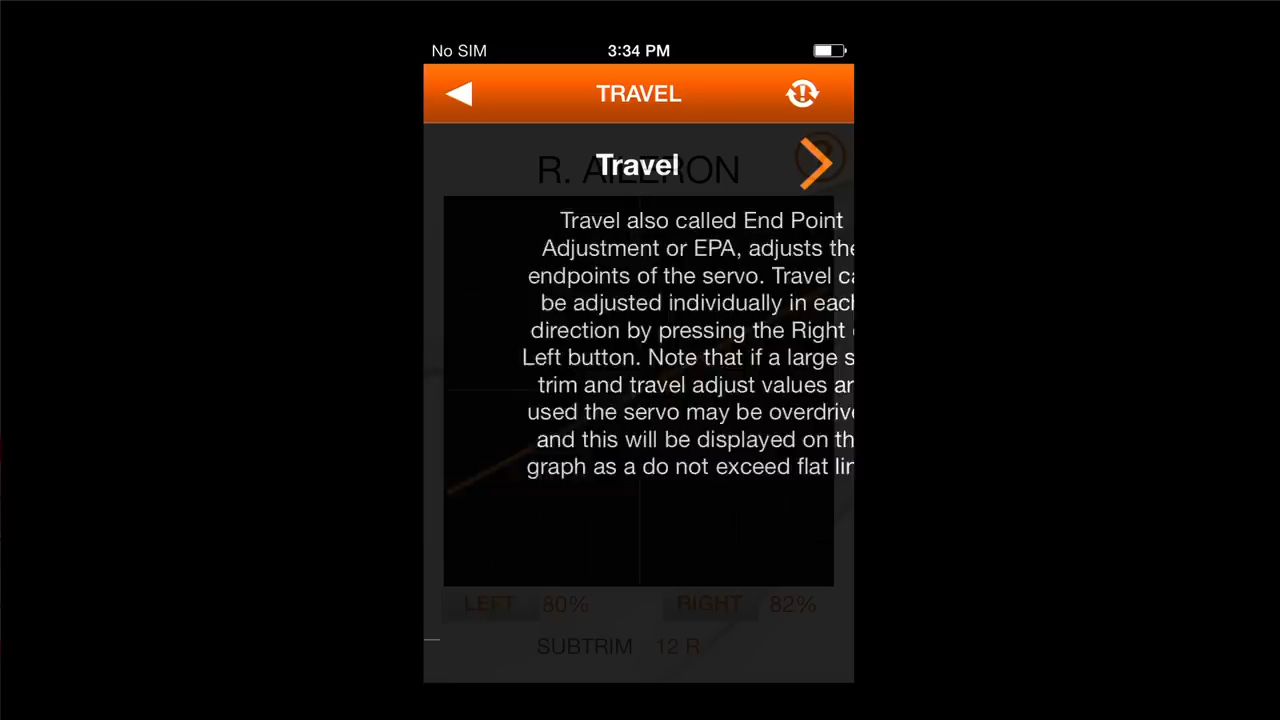 No SIM 3:34 PM
TRAVEL
R. AILERON
Travel
Travel also called End Point
Adjustment or EPA, adjusts the
endpoints of the servo. Travel ca
be adjusted individually in each
direction by pressing the Right
Left button. Note that if a large s
trim and travel adjust values ar
used the servo may be overdrive
and this will be displayed on th
graph as a do not exceed flat lin
LEFT 80% RIGHT 82%
SUBTRIM 12 R